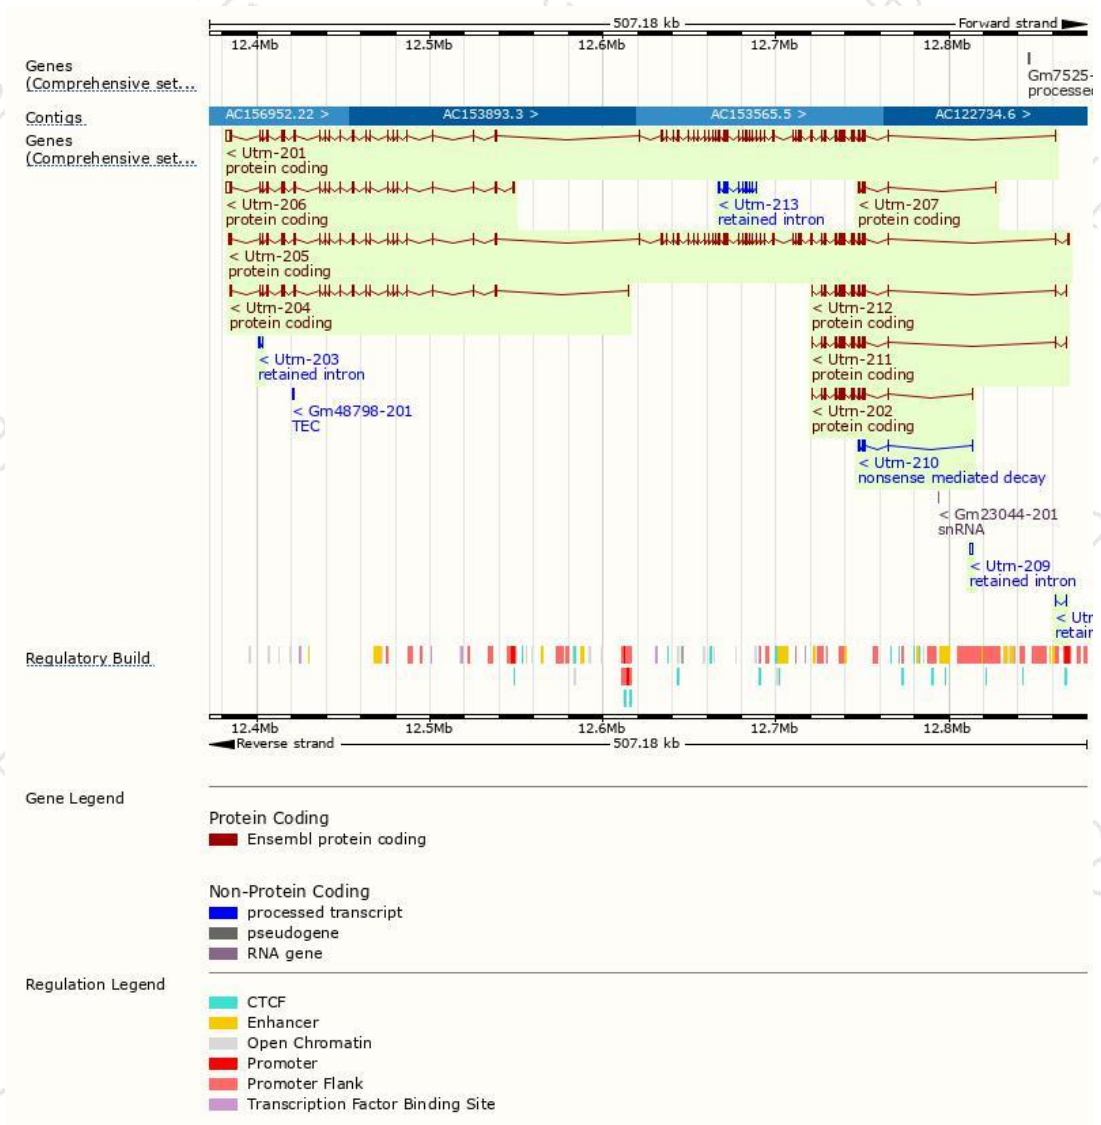 507.18 kb
Forward strand
12.4Mb 12.5Mb 12.6Mb 12.7Mb 12.8Mb
Genes
(Comprehensive set...
Gm7525-
processed
Contigs
AC156952.22 > AC153893.3 > AC153565.5 > AC122734.6 >
Genes
(Comprehensive set...
< Utrn-201
protein coding
< Utrn-206 < Utrn-213 < Utrn-207
protein coding retained intron protein coding
< Utrn-205
protein coding
< Utrn-204 < Utrn-212
protein coding protein coding
< Utrn-203 < Utrn-211
retained intron protein coding
< Gm48798-201 < Utrn-202
TEC protein coding
< Utrn-210
nonsense mediated decay
< Gm23044-201
snRNA
< Utrn-209
retained intron
< Utr
retain
Regulatory Build
12.4Mb 12.5Mb 12.6Mb 12.7Mb 12.8Mb
Reverse strand 507.18 kb
Gene Legend
Protein Coding
Ensembl protein coding
Non-Protein Coding
processed transcript
pseudogene
RNA gene
Regulation Legend
CTCF
Enhancer
Open Chromatin
Promoter
Promoter Flank
Transcription Factor Binding Site